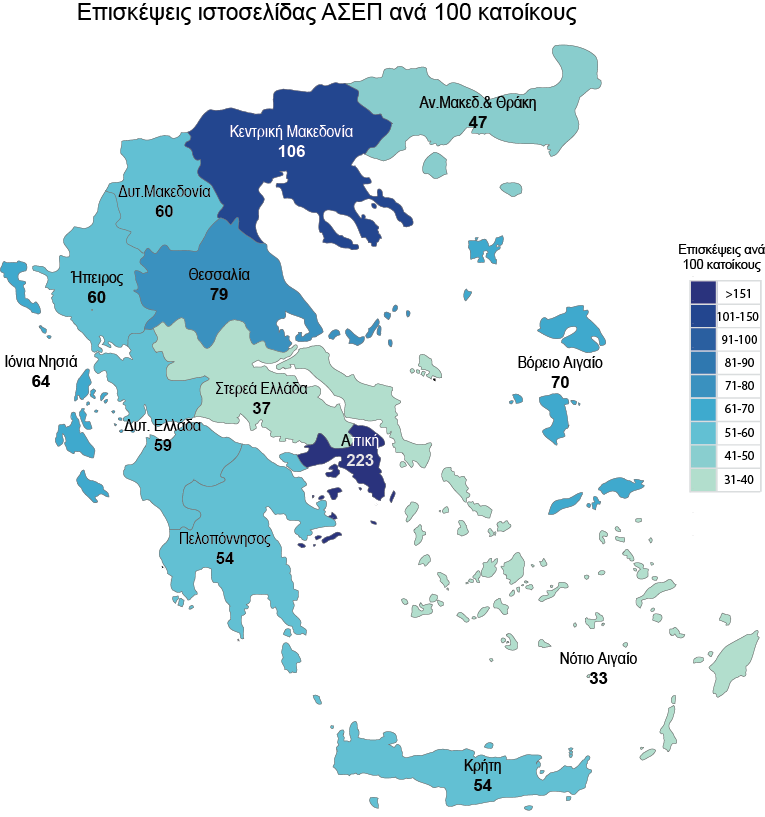 Επισκέψεις ιστοσελίδας ΑΣΕΠ ανά 100 κατοίκους
Αν.Μακεδ.& Θράκη
47
Κεντρική Μακεδονία
106
Δυτ.Μακεδονία
60
Ήπειρος
60
Θεσσαλία
79
Ιόνια Νησιά
64
Στερεά Ελλάδα
37
Βόρειο Αιγαίο
70
Δυτ. Ελλάδα
59
Αττική
223
Πελοπόννησος
54
Νότιο Αιγαίο
33
Κρήτη
54
Επισκέψεις ανά
100 κατοίκους
>151
101-150
91-100
81-90
71-80
61-70
51-60
41-50
31-40